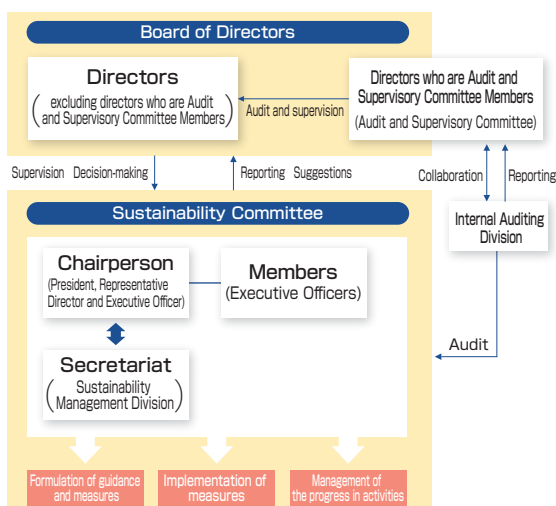 Board of Directors
Directors
(excluding directors who are Audit
and Supervisory Committee Members)
Audit and supervision
Directors who are Audit and
Supervisory Committee Members
(Audit and Supervisory Committee)
Supervision Decision-making
Reporting Suggestions
Collaboration
Reporting
Sustainability Committee
Internal Auditing
Division
Chairperson
(President, Representative
Director and Executive Officer)
Members
(Executive Officers)
Audit
Secretariat
(Sustainability
Management Division)
Formulation of guidance
and measures
Implementation of
measures
Management of
the progress in activities